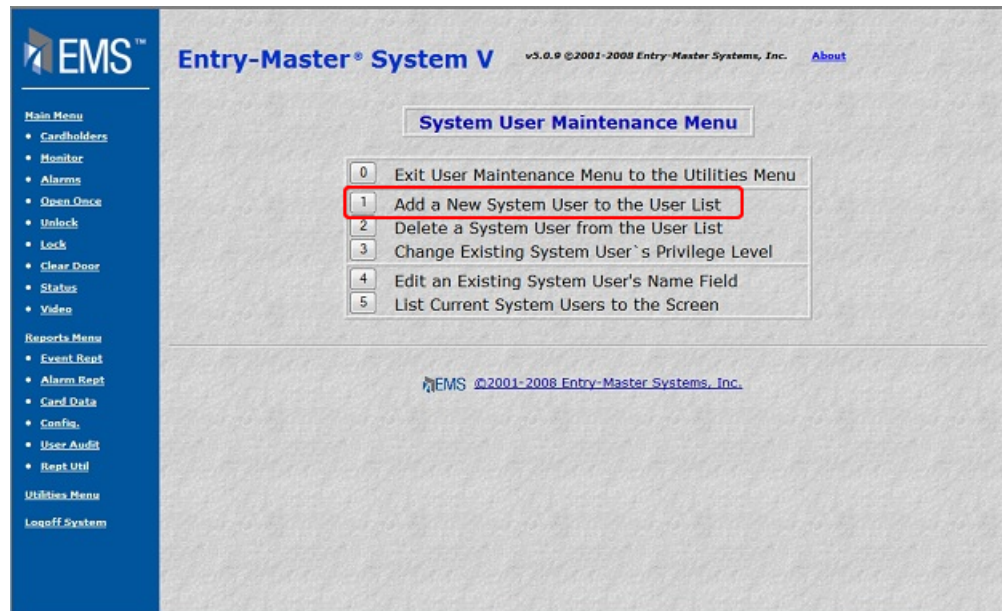 EMS™
Entry-Master® System V v5.0.9 ©2001-2008 Entry-Master Systems, Inc. About
Main Menu
• Cardholders
• Monitor
• Alarms
• Open Once
• Unlock
• Lock
• Clear Door
• Status
• Video
Reports Menu
• Event Rept
• Alarm Rept
• Card Data
• Config.
• User Audit
• Rept Util
Utilities Menu
Logoff System
System User Maintenance Menu
0 Exit User Maintenance Menu to the Utilities Menu
1 Add a New System User to the User List
2 Delete a System User from the User List
3 Change Existing System User`s Privilege Level
4 Edit an Existing System User's Name Field
5 List Current System Users to the Screen
EMS ©2001-2008 Entry-Master Systems, Inc.